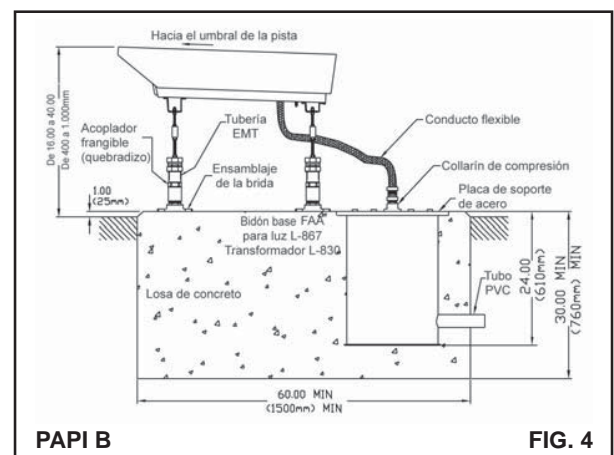 Hacia el umbral de la pista
De 16.00 a 40.00
De 400 a 1.000mm
Acoplador
frangible
(quebradizo)
Tubería
EMT
Conducto flexible
Ensamblaje
de la brida
Collarín de compresión
Placa de soporte
de acero
1.00
(25mm)
Bidón base FAA
para luz L-867
Transformador L-830
Losa de concreto
24.00
(610mm)
30.00 MIN
(760mm) MIN
Tubo
PVC
60.00 MIN
(1500mm) MIN
PAPI B
FIG. 4